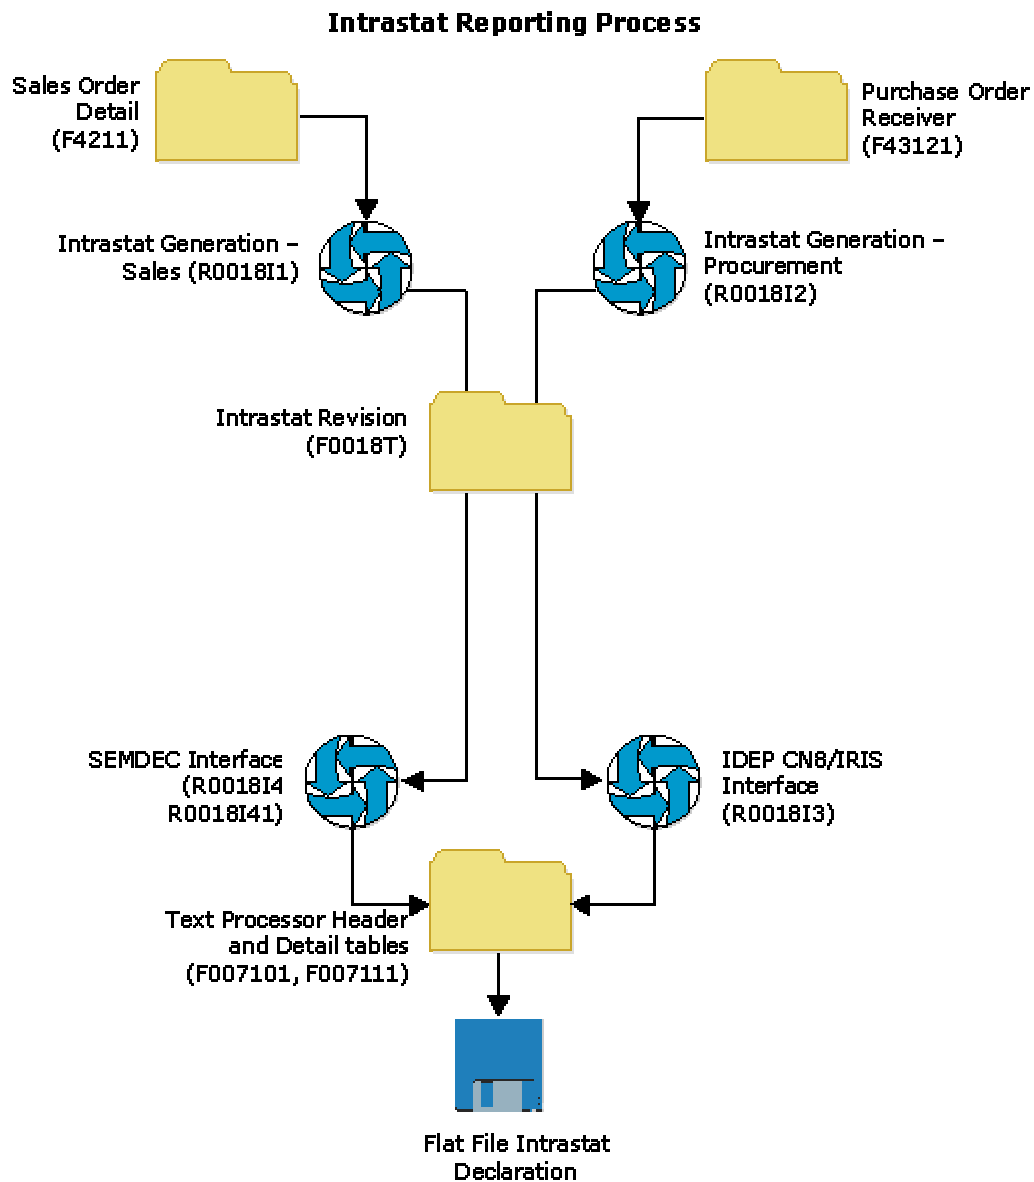 Intrastat Reporting Process
Sales Order
Detail
(F4211)
Purchase Order
Receiver
(F43121)
Intrastat Generation –
Sales (R0018I1)
Intrastat Generation –
Procurement
(R0018I2)
Intrastat Revision
(F0018T)
SEMDEC Interface
(R0018I4
R0018I41)
IDEP CN8/IRIS
Interface
(R0018I3)
Text Processor Header
and Detail tables
(F007101, F007111)
Flat File Intrastat
Declaration